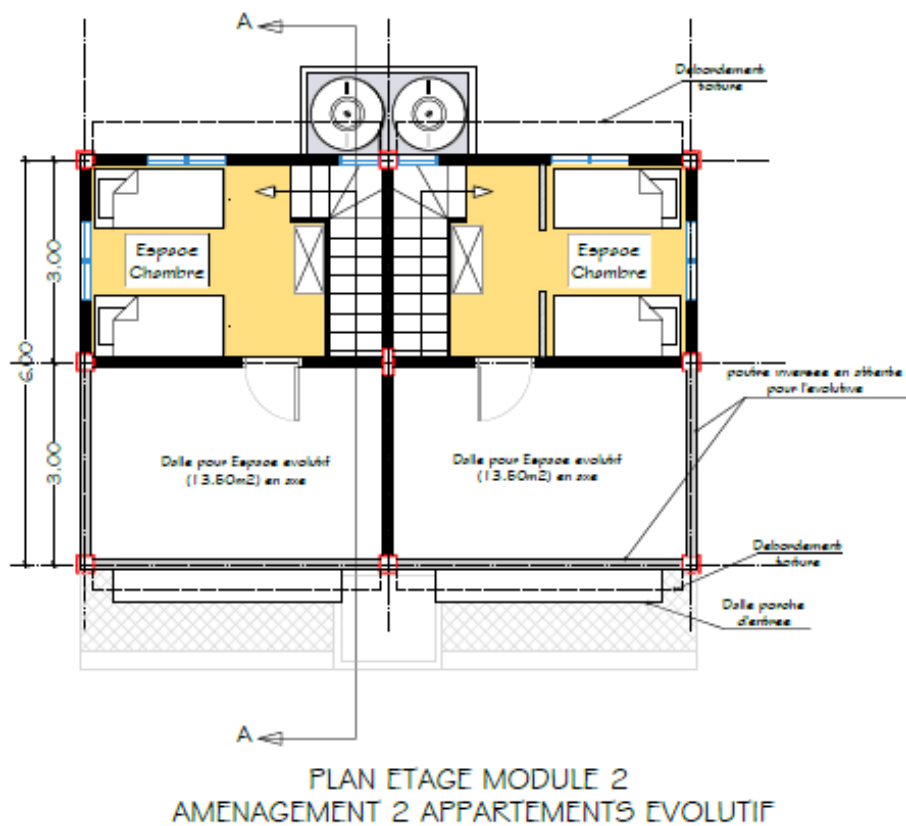 A
Debordement
toiture
Espace
Chambre
Espace
Chambre
3.00
6.00
3.00
poutre inversee en attente
pour l'evolutive
Dalle pour Espace evolutif
(13.50m2) en axe
Dalle pour Espace evolutif
(13.50m2) en axe
Debordement
toiture
Dalle porche
d'entree
A
PLAN ETAGE MODULE 2
AMENAGEMENT 2 APPARTEMENTS EVOLUTIF